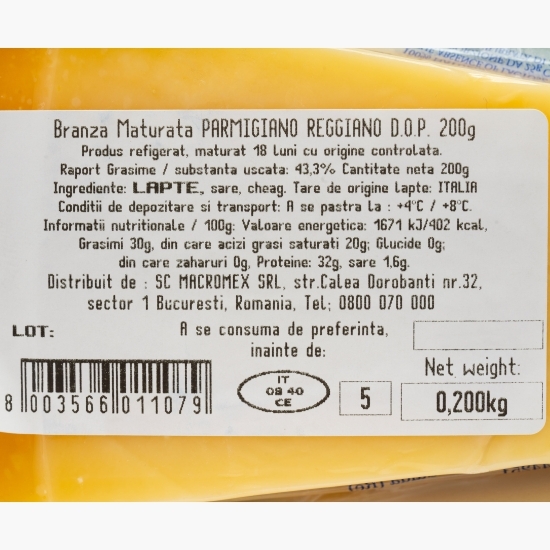 Branza Maturata PARMIGIANO REGGIANO D.O.P. 200g
Produs refigerat, maturat 18 luni cu origine controlata.
Raport Grasime / substanta uscata: 43,3% Cantitate neta 200g
Ingrediente: LAPTE, sare, cheag. Tare de origine lapte: ITALIA
Conditii de depozitare si transport: A se pastra la : +4°C / +8°C.
Informatii nutritionale / 100g: Valoare energetica: 1671 kJ/402 kcal,
Grasimi 30g, din care acizi grasi saturati 20g; Glucide 0g;
din care zaharuri 0g, Proteine: 32g, sare 1,6g.
Distribuit de : SC MACROMEX SRL, str.Calea Dorobanti nr.32,
sector 1 Bucuresti, Romania, Tel: 0800 070 000
LOT:
A se consuma de preferinta,
inainte de:
Net weight:
IT
08 40
CE
5
0,200kg
8 003566 011079